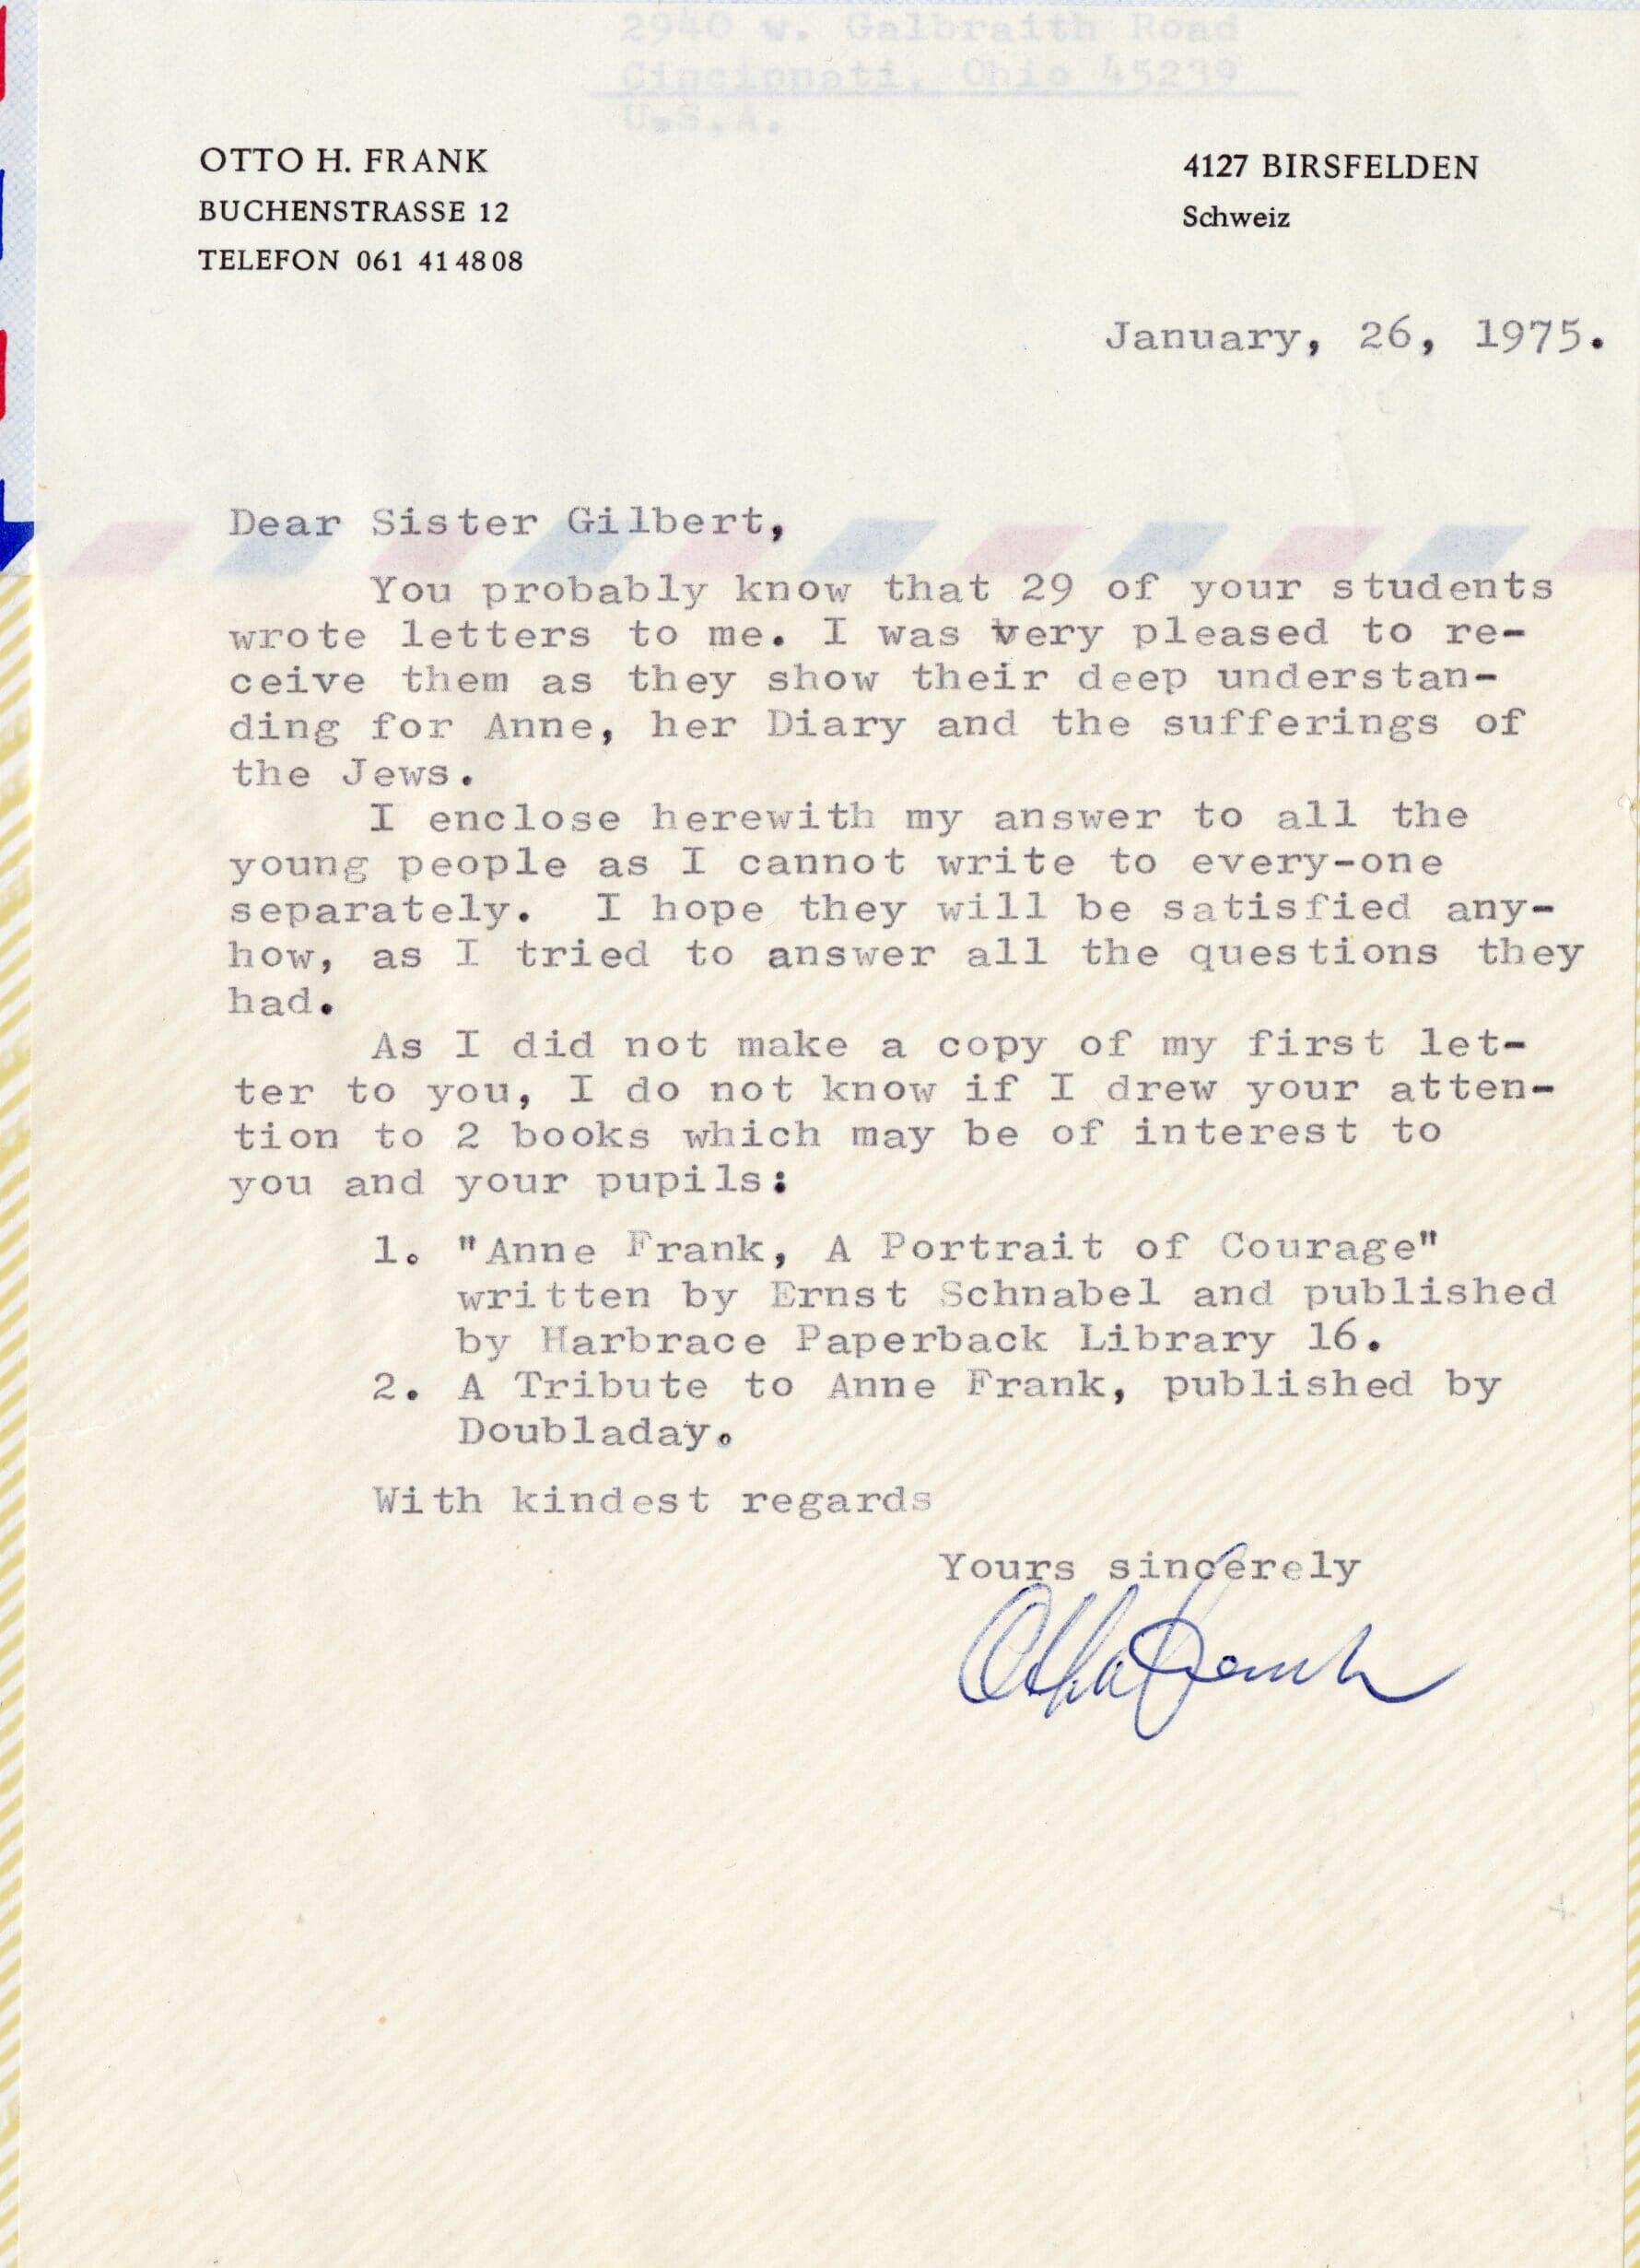 2940 W. Galbraith Road
Cincinnati, Ohio 45239
U.S.A.
OTTO H. FRANK
BUCHENSTRASSE 12
TELEFON 061 41 48 08
4127 BIRSFELDEN
Schweiz
January, 26, 1975.
Dear Sister Gilbert,
You probably know that 29 of your students
wrote letters to me. I was very pleased to re-
ceive them as they show their deep understan-
ding for Anne, her Diary and the sufferings of
the Jews.
I enclose herewith my answer to all the
young people as I cannot write to every-one
separately. I hope they will be satisfied any-
how, as I tried to answer all the questions they
had.
As I did not make a copy of my first let-
ter to you, I do not know if I drew your atten-
tion to 2 books which may be of interest to
you and your pupils:
1. "Anne Frank, A Portrait of Courage"
written by Ernst Schnabel and published
by Harbrace Paperback Library 16.
2. A Tribute to Anne Frank, published by
Doubladay.
With kindest regards
Yours sincerely
Otto Frank